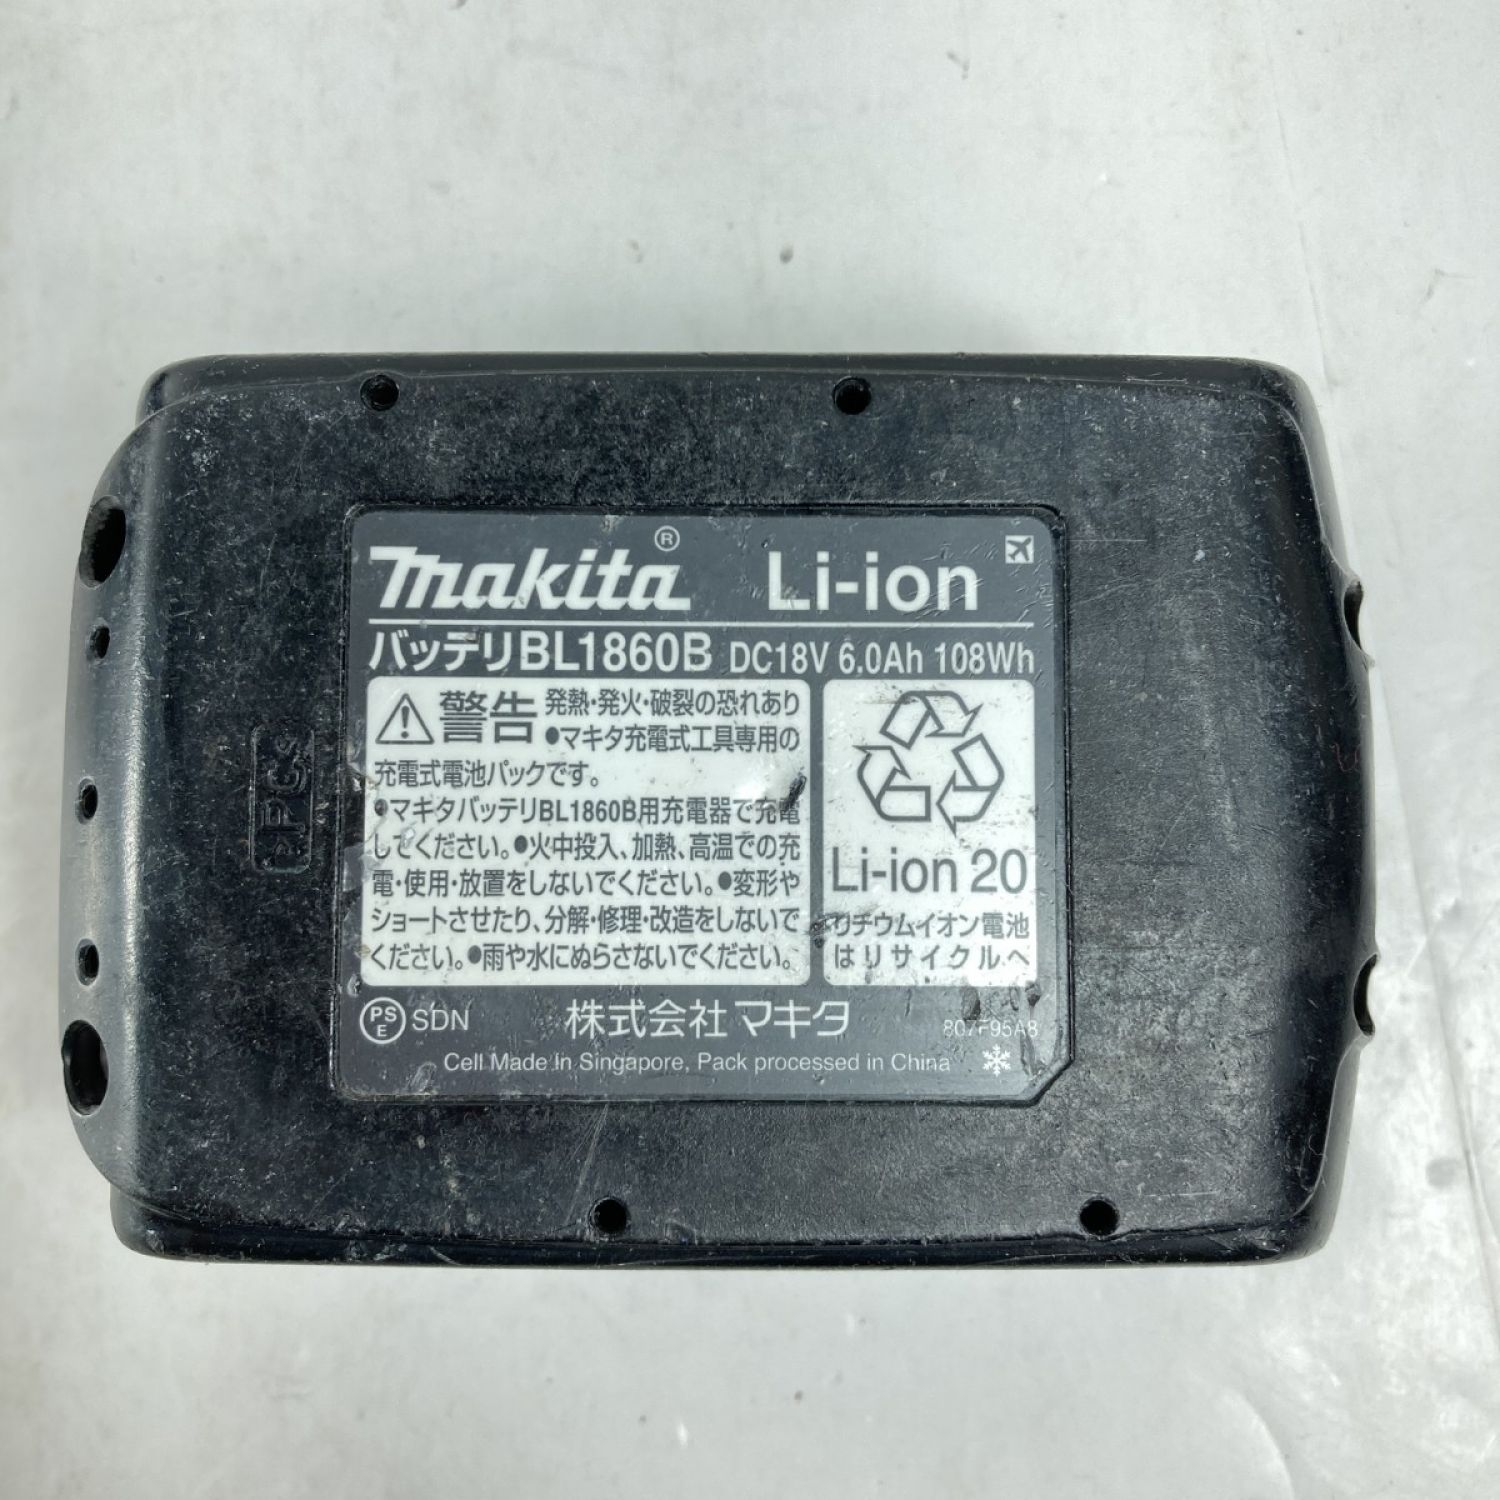 makita® Li-ion
バッテリBL1860B DC18V 6.0Ah 108Wh
警告 発熱・発火・破裂の恐れあり
●マキタ充電式工具専用の
充電式電池パックです。
●マキタバッテリBL1860B用充電器で充電
してください。●火中投入、加熱、高温での充
電・使用・放置をしないでください。●変形や
ショートさせたり、分解・修理・改造をしないで
ください。●雨や水にぬらさないでください。
Li-ion 20
リチウムイオン電池
はリサイクルへ
PSE SDN 株式会社マキタ 807F95A8
Cell Made In Singapore, Pack processed in China